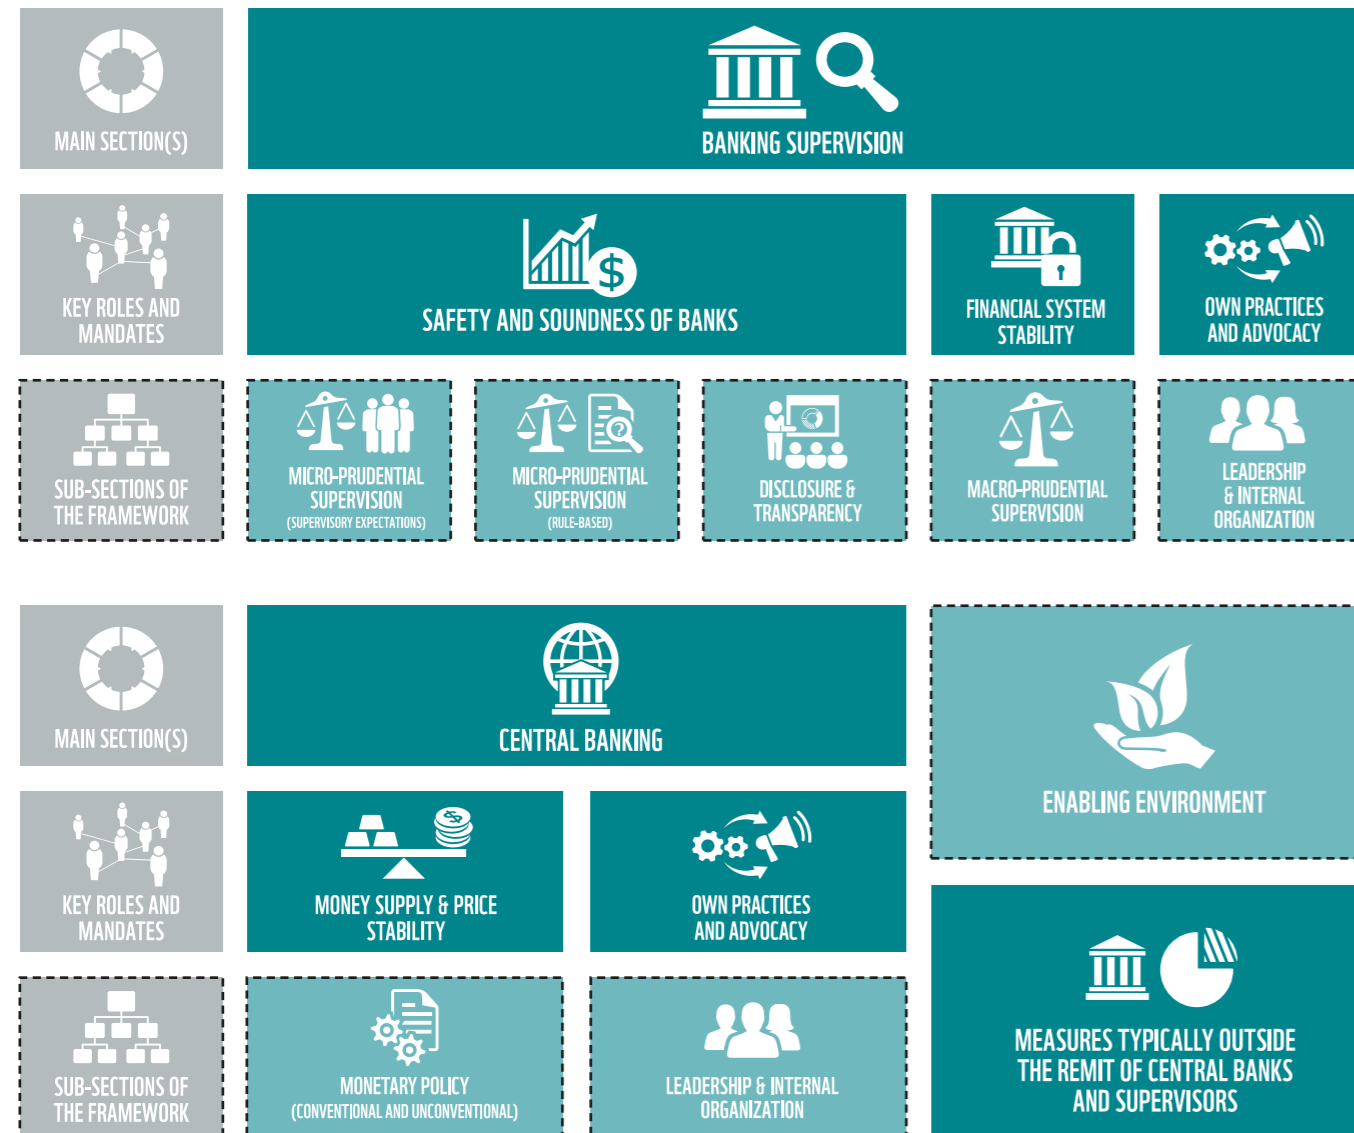 MAIN SECTION(S)
BANKING SUPERVISION
KEY ROLES AND
MANDATES
$
SAFETY AND SOUNDNESS OF BANKS
FINANCIAL SYSTEM
STABILITY
OWN PRACTICES
AND ADVOCACY
SUB-SECTIONS OF
THE FRAMEWORK
MICRO-PRUDENTIAL
SUPERVISION
(SUPERVISORY EXPECTATIONS)
?
MICRO-PRUDENTIAL
SUPERVISION
(RULE-BASED)
DISCLOSURE &
TRANSPARENCY
MACRO-PRUDENTIAL
SUPERVISION
LEADERSHIP
& INTERNAL
ORGANIZATION
MAIN SECTION(S)
CENTRAL BANKING
ENABLING ENVIRONMENT
KEY ROLES AND
MANDATES
$
MONEY SUPPLY & PRICE
STABILITY
OWN PRACTICES
AND ADVOCACY
SUB-SECTIONS OF
THE FRAMEWORK
MONETARY POLICY
(CONVENTIONAL AND UNCONVENTIONAL)
LEADERSHIP & INTERNAL
ORGANIZATION
MEASURES TYPICALLY OUTSIDE
THE REMIT OF CENTRAL BANKS
AND SUPERVISORS